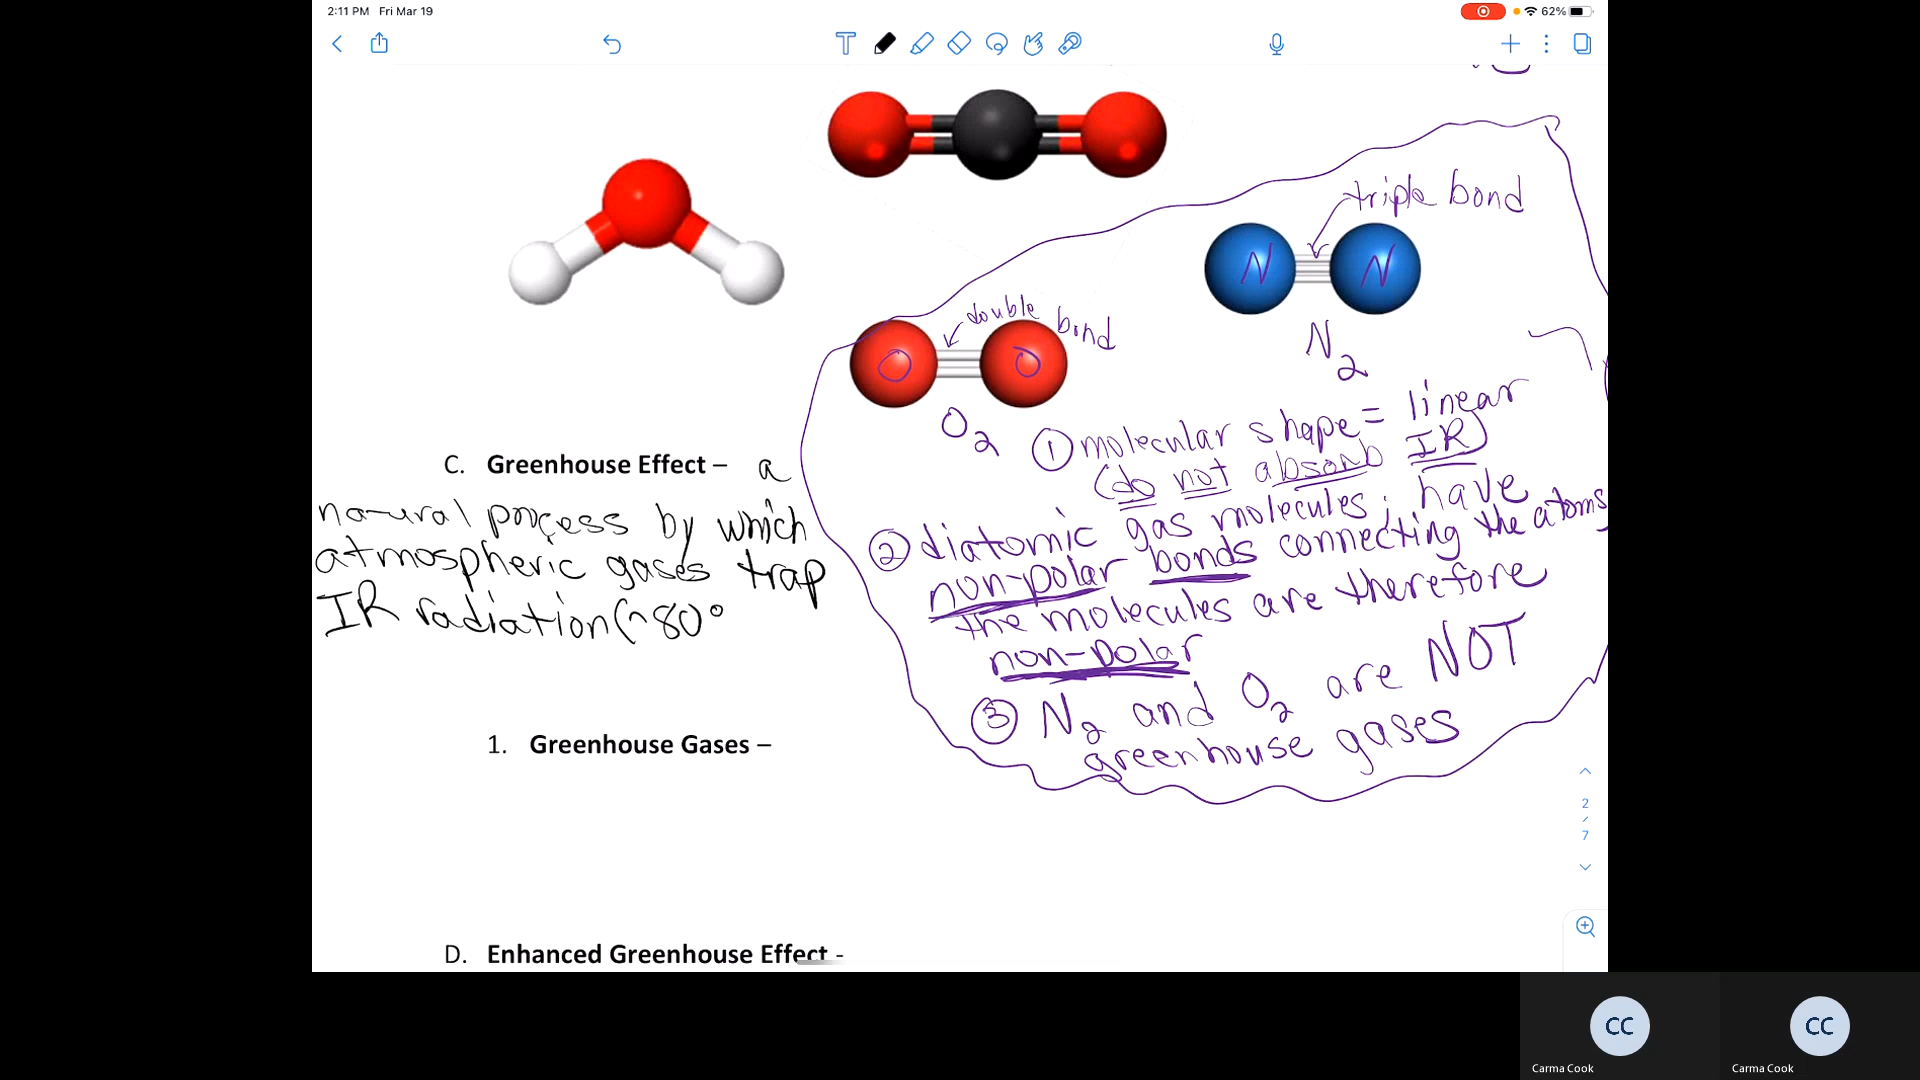 2:11 PM Fri Mar 19
62%
triple bond
N N
N2
double bond
O O
O2
① molecular shape = linear
(do not absorb IR)
② diatomic gas molecules; have
non-polar bonds connecting the atoms
the molecules are therefore
non-polar
③ N2 and O2 are NOT
greenhouse gases
C. Greenhouse Effect – a
natural process by which
atmospheric gases trap
IR radiation (~80°
1. Greenhouse Gases –
D. Enhanced Greenhouse Effect -
2
/
7
CC
Carma Cook
CC
Carma Cook